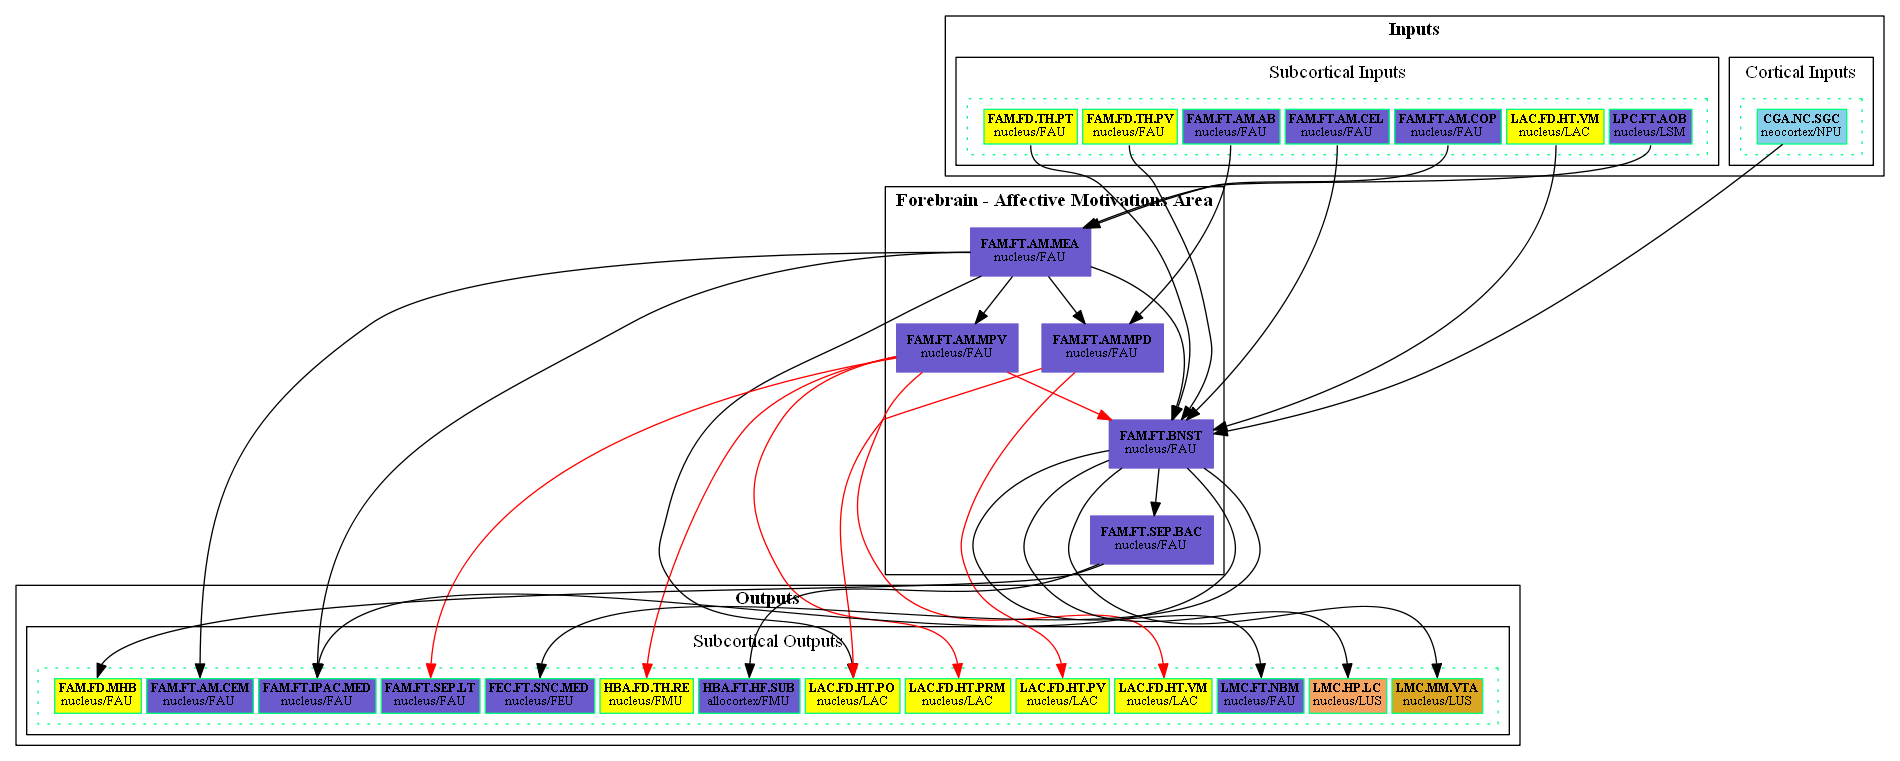 Inputs
Subcortical Inputs
Cortical Inputs
FAM.FD.TH.PT
nucleus/FAU
FAM.FD.TH.PV
nucleus/FAU
FAM.FT.AM.AB
nucleus/FAU
FAM.FT.AM.CEL
nucleus/FAU
FAM.FT.AM.COP
nucleus/FAU
LAC.FD.HT.VM
nucleus/LAC
LPC.FT.AOB
nucleus/LSM
CGA.NC.SGC
neocortex/NPU
Forebrain - Affective Motivations Area
FAM.FT.AM.MEA
nucleus/FAU
FAM.FT.AM.MPV
nucleus/FAU
FAM.FT.AM.MPD
nucleus/FAU
FAM.FT.BNST
nucleus/FAU
FAM.FT.SEP.BAC
nucleus/FAU
Outputs
Subcortical Outputs
FAM.FD.MHB
nucleus/FAU
FAM.FT.AM.CEM
nucleus/FAU
FAM.FT.IPAC.MED
nucleus/FAU
FAM.FT.SEP.LT
nucleus/FAU
FEC.FT.SNC.MED
nucleus/FEU
HBA.FD.TH.RE
nucleus/FMU
HBA.FT.HF.SUB
allocortex/FMU
LAC.FD.HT.PO
nucleus/LAC
LAC.FD.HT.PRM
nucleus/LAC
LAC.FD.HT.PV
nucleus/LAC
LAC.FD.HT.VM
nucleus/LAC
LMC.FT.NBM
nucleus/FAU
LMC.HP.LC
nucleus/LUS
LMC.MM.VTA
nucleus/LUS